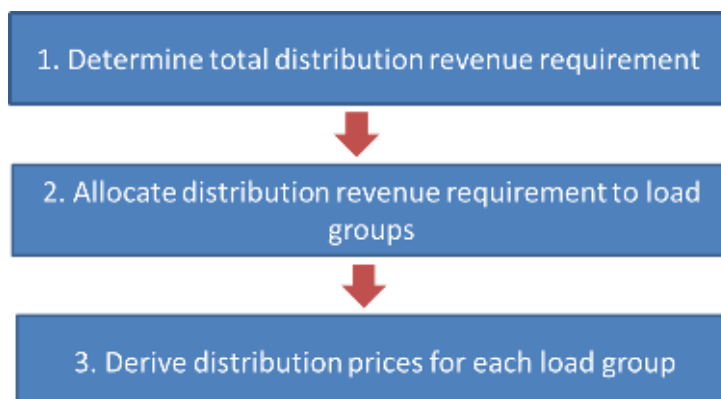 1. Determine total distribution revenue requirement
2. Allocate distribution revenue requirement to load
groups
3. Derive distribution prices for each load group